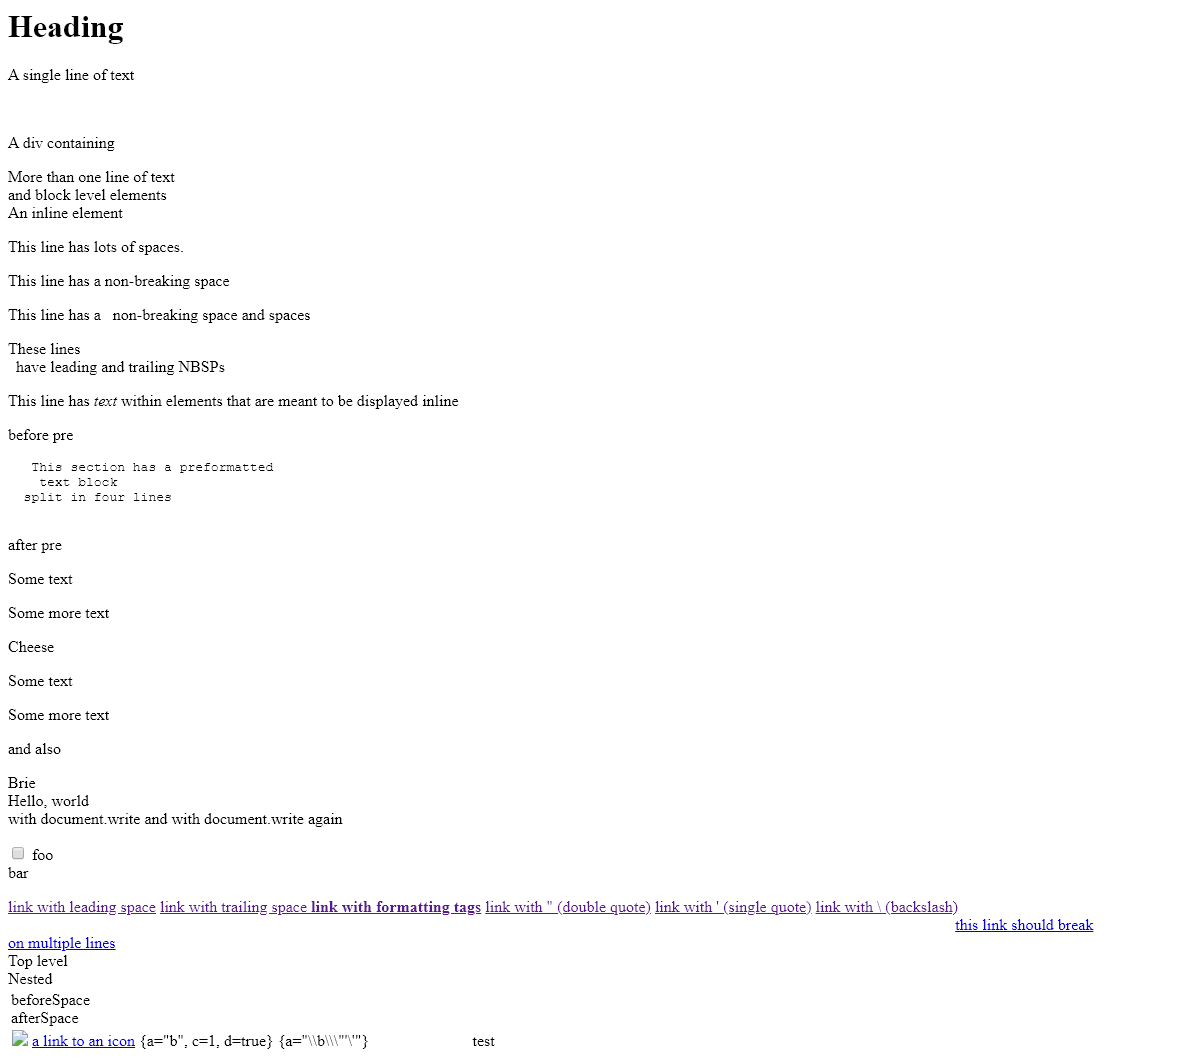 Heading
A single line of text
A div containing
More than one line of text
and block level elements
An inline element
This line has lots of spaces.
This line has a non-breaking space
This line has a   non-breaking space and spaces
These lines
  have leading and trailing NBSPs
This line has text within elements that are meant to be displayed inline
before pre
   This section has a preformatted
    text block
  split in four lines
after pre
Some text
Some more text
Cheese
Some text
Some more text
and also
Brie
Hello, world
with document.write and with document.write again
foo
bar
link with leading space link with trailing space link with formatting tags link with " (double quote) link with ' (single quote) link with \ (backslash)
this link should break
on multiple lines
Top level
Nested
beforeSpace
afterSpace
a link to an icon {a="b", c=1, d=true} {a="\\b\\\"'\'"} test